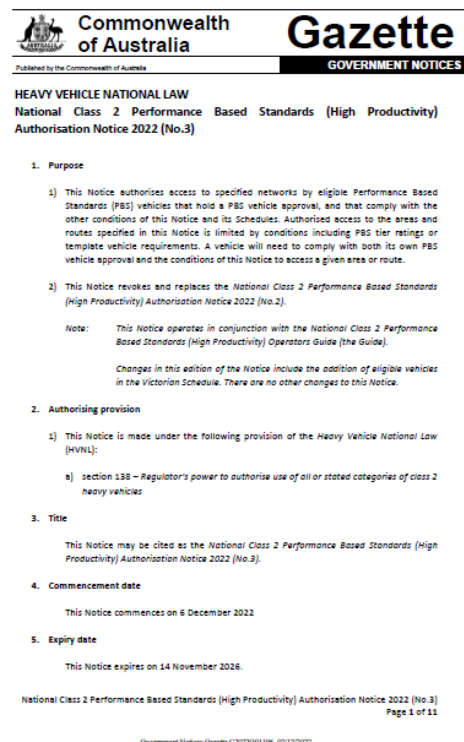 Commonwealth
of Australia
Gazette
Published by the Commonwealth of Australia
GOVERNMENT NOTICES
HEAVY VEHICLE NATIONAL LAW
National Class 2 Performance Based Standards (High Productivity)
Authorisation Notice 2022 (No.3)
1. Purpose
1) This Notice authorises access to specified networks by eligible Performance Based
Standards (PBS) vehicles that hold a PBS vehicle approval, and that comply with the
other conditions of this Notice and its Schedules. Authorised access to the areas and
routes specified in this Notice is limited by conditions including PBS tier ratings or
template vehicle requirements. A vehicle will need to comply with both its own PBS
vehicle approval and the conditions of this Notice to access a given area or route.
2) This Notice revokes and replaces the National Class 2 Performance Based Standards
(High Productivity) Authorisation Notice 2022 (No.2).
Note: This Notice operates in conjunction with the National Class 2 Performance
Based Standards (High Productivity) Operators Guide (the Guide).
Changes in this edition of the Notice include the addition of eligible vehicles
in the Victorian Schedule. There are no other changes to this Notice.
2. Authorising provision
1) This Notice is made under the following provision of the Heavy Vehicle National Law
(HVNL):
a) section 138 – Regulator's power to authorise use of all or stated categories of class 2
heavy vehicles
3. Title
This Notice may be cited as the National Class 2 Performance Based Standards (High
Productivity) Authorisation Notice 2022 (No.3).
4. Commencement date
This Notice commences on 6 December 2022
5. Expiry date
This Notice expires on 14 November 2026.
National Class 2 Performance Based Standards (High Productivity) Authorisation Notice 2022 (No.3)
Page 1 of 11
Government Notices Gazette